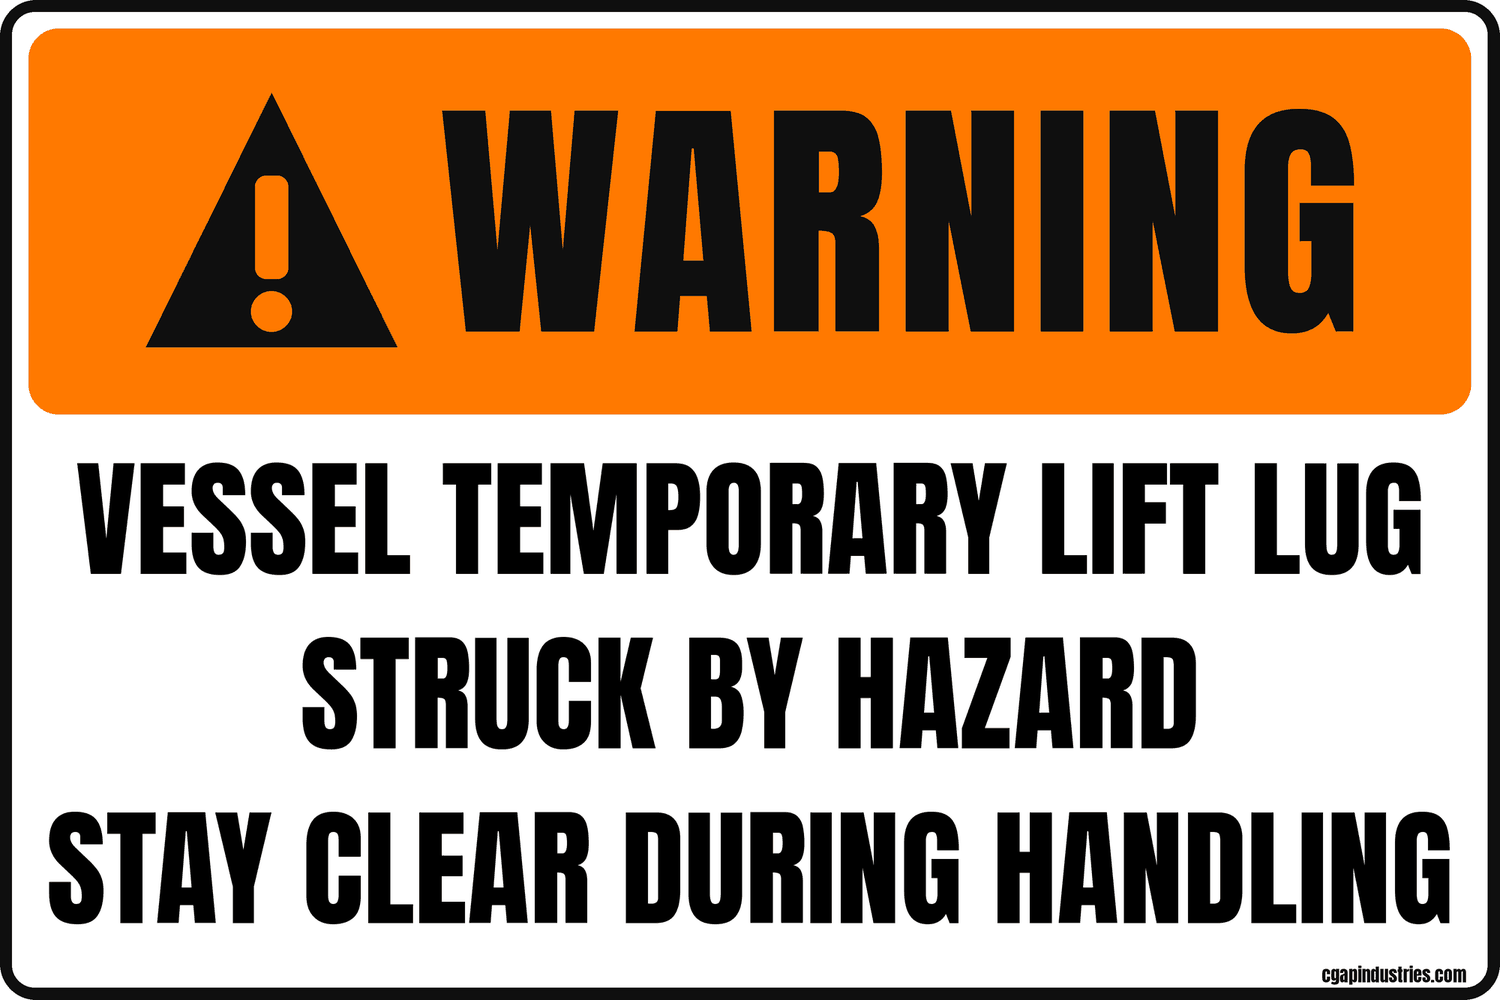 WARNING
VESSEL TEMPORARY LIFT LUG
STRUCK BY HAZARD
STAY CLEAR DURING HANDLING
cgapindustries.com